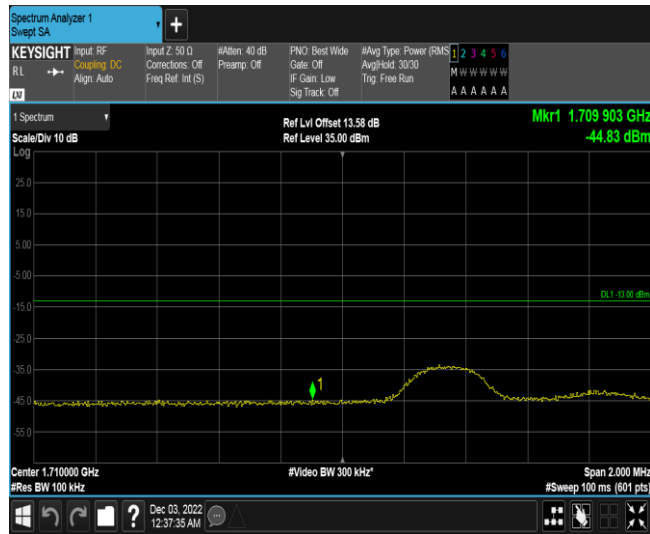 Spectrum Analyzer 1
Swept SA
+
KEYSIGHT Input: RF Input Z: 50 Ω #Atten: 40 dB PNO: Best Wide #Avg Type: Power (RMS 1 2 3 4 5 6
RL Coupling: DC Corrections: Off Preamp: Off Gate: Off Avg|Hold: 30/30 M W W W W W
Align: Auto Freq Ref: Int (S) IF Gain: Low Trig: Free Run
LXI Sig Track: Off A A A A A A
1 Spectrum Ref Lvl Offset 13.58 dB Mkr1 1.709 903 GHz
Scale/Div 10 dB Ref Level 35.00 dBm -44.83 dBm
Log
25.0
15.0
5.00
-5.00
DL1 -13.00 dBm
-15.0
-25.0
-35.0
1
-45.0
-55.0
Center 1.710000 GHz #Video BW 300 kHz* Span 2.000 MHz
#Res BW 100 kHz #Sweep 100 ms (601 pts)
? Dec 03, 2022
12:37:35 AM